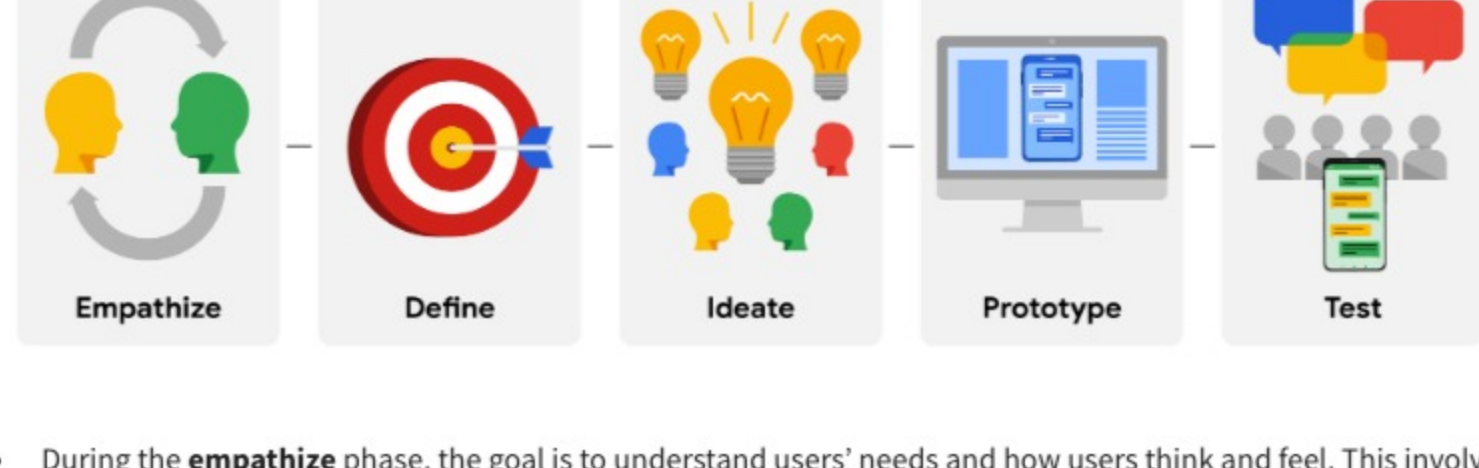 Empathize
Define
Ideate
Prototype
Test
During the empathize phase, the goal is to understand users' needs and how users think and feel. This